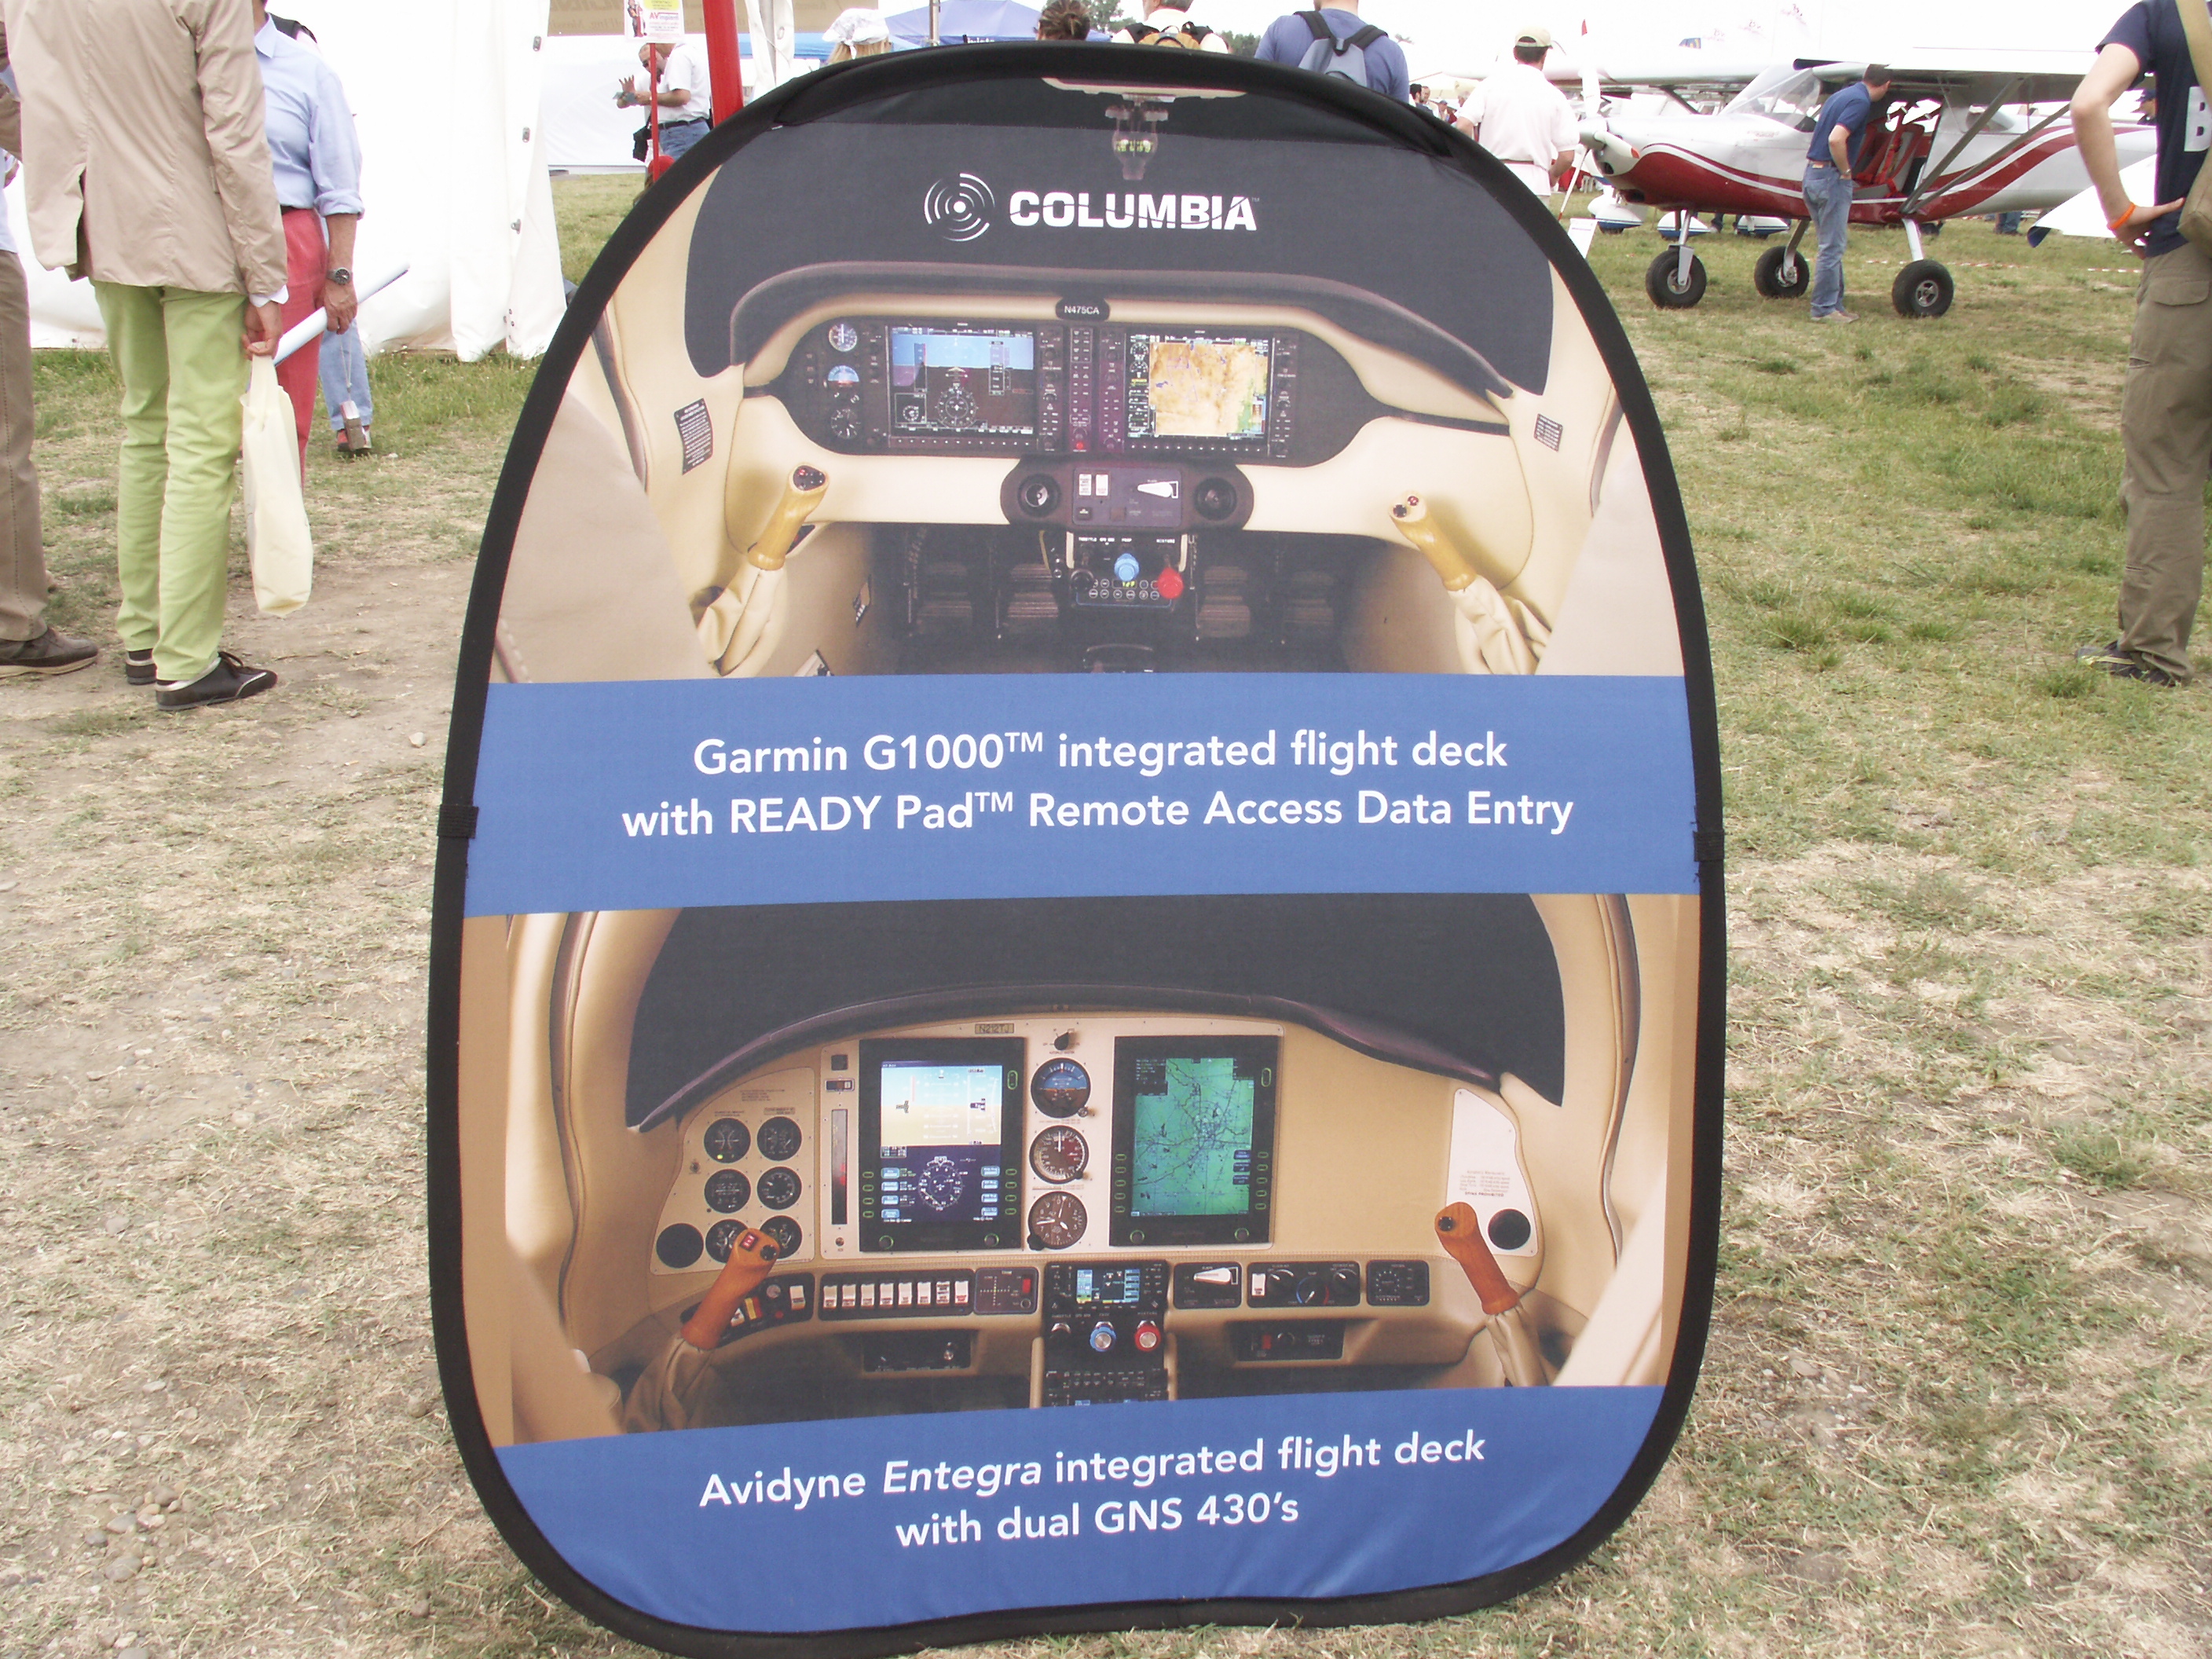 COLUMBIA
N475CA
Garmin G1000™ integrated flight deck
with READY Pad™ Remote Access Data Entry
N212TJ
Avidyne Entegra integrated flight deck
with dual GNS 430's